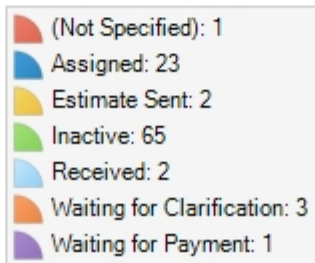 (Not Specified): 1
Assigned: 23
Estimate Sent: 2
Inactive: 65
Received: 2
Waiting for Clarification: 3
Waiting for Payment: 1